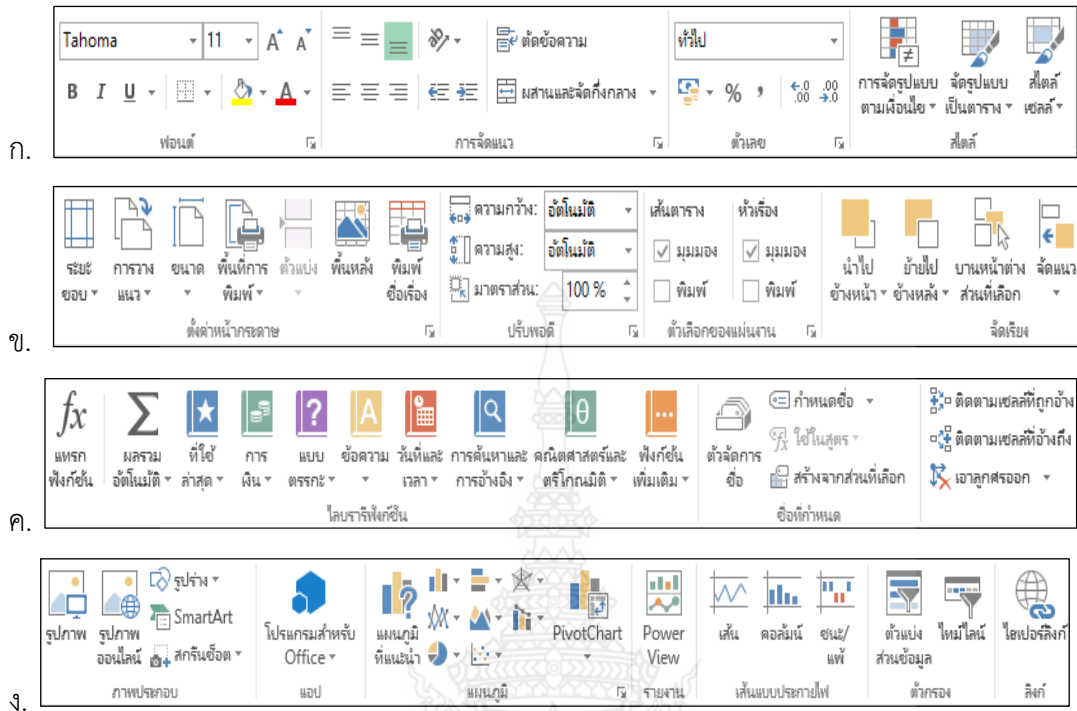 Tahoma 11 A A ตัดข้อความ ทั่วไป
B I U A ผสานและจัดกึ่งกลาง % , .0 .00 .00 .0 การจัดรูปแบบ จัดรูปแบบ สไตล์
ตามเงื่อนไข เป็นตาราง เซลล์
ฟอนต์ การจัดแนว ตัวเลข สไตล์
ก.
ความกว้าง: อัตโนมัติ เส้นตาราง หัวเรื่อง
ความสูง: อัตโนมัติ มุมมอง มุมมอง
ระยะ การวาง ขนาด พื้นที่การ ตัวแบ่ง พื้นหลัง พิมพ์ มาตราส่วน: 100 % พิมพ์ พิมพ์ นำไป ย้ายไป บานหน้าต่าง จัดแนว
ขอบ แนว พิมพ์ ชื่อเรื่อง ข้างหน้า ข้างหลัง ส่วนที่เลือก
ตั้งค่าหน้ากระดาษ ปรับพอดี ตัวเลือกของแผ่นงาน จัดเรียง
ข.
fx Σ ? A θ กำหนดชื่อ ติดตามเซลล์ที่ถูกอ้าง
แทรก ผลรวม ที่ใช้ การ แบบ ข้อความ วันที่และ การค้นหาและ คณิตศาสตร์และ ฟังก์ชัน ตัวจัดการ ใช้ในสูตร ติดตามเซลล์ที่อ้างถึง
ฟังก์ชัน อัตโนมัติ ล่าสุด เงิน ตรรกะ เวลา การอ้างอิง ตรีโกณมิติ เพิ่มเติม ชื่อ สร้างจากส่วนที่เลือก เอาลูกศรออก
ไลบรารีฟังก์ชัน ชื่อที่กำหนด
ค.
รูปร่าง
SmartArt
รูปภาพ รูปภาพ โปรแกรมสำหรับ แผนภูมิ ? PivotChart Power เส้น คอลัมน์ ชนะ/ ตัวแบ่ง ไทม์ไลน์ ไฮเปอร์ลิงก์
ออนไลน์ สกรีนช็อต Office ที่แนะนำ View แพ้ ส่วนข้อมูล
ภาพประกอบ แอป แผนภูมิ รายงาน เส้นแบบประกายไฟ ตัวกรอง ลิงก์
ง.